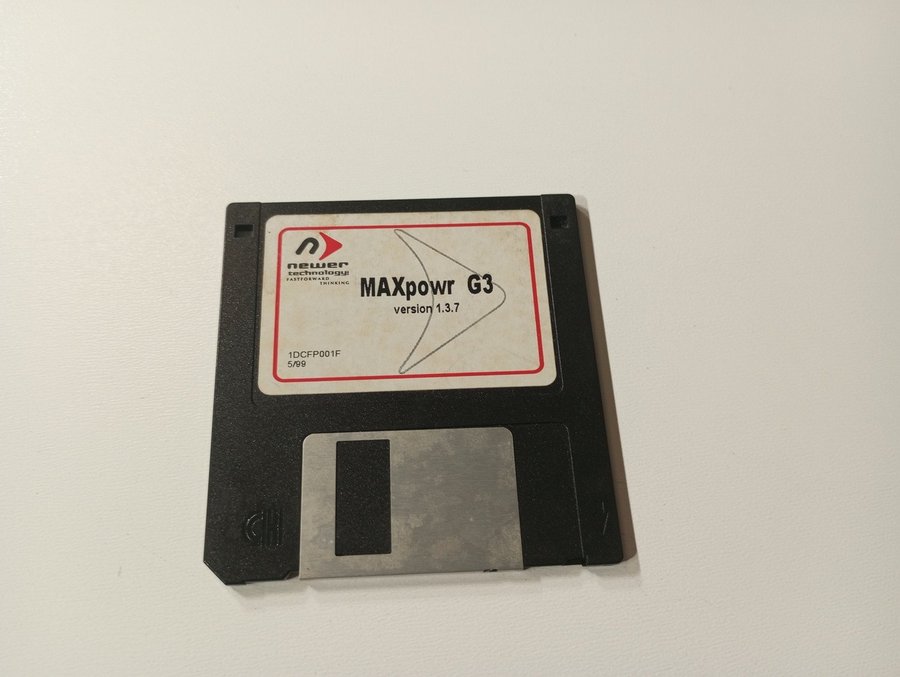 newer
technology:
FASTFORWARD
THINKING
MAXpowr G3
version 1.3.7
1DCFP001F
5/99